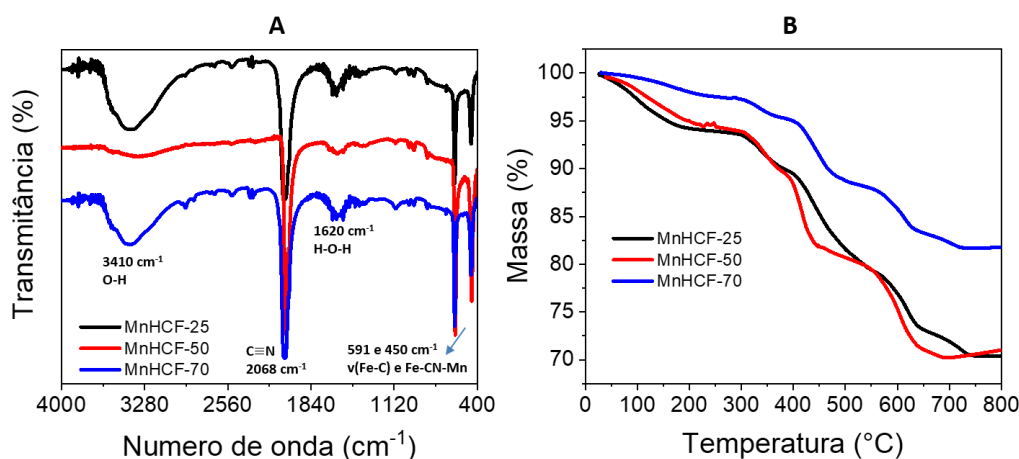 A
Transmitância (%)
3410 cm⁻¹
O-H
1620 cm⁻¹
H-O-H
MnHCF-25
MnHCF-50
MnHCF-70
C≡N
2068 cm⁻¹
591 e 450 cm⁻¹
v(Fe-C) e Fe-CN-Mn
4000 3280 2560 1840 1120 400
Numero de onda (cm⁻¹)
B
Massa (%)
100
95
90
85
80
75
70
MnHCF-25
MnHCF-50
MnHCF-70
0 100 200 300 400 500 600 700 800
Temperatura (°C)